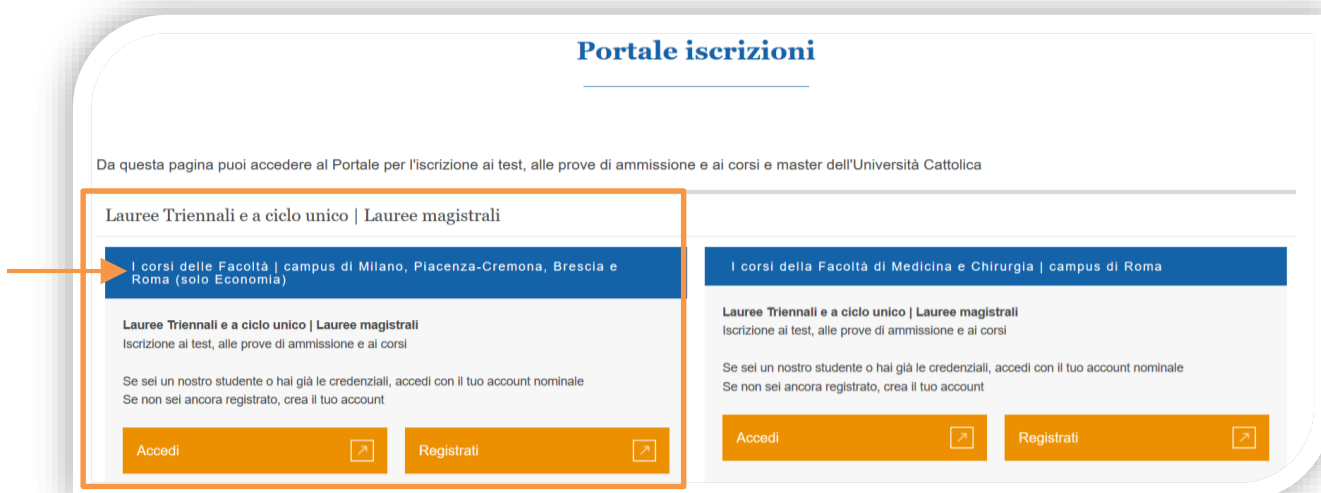 Portale iscrizioni
Da questa pagina puoi accedere al Portale per l'iscrizione ai test, alle prove di ammissione e ai corsi e master dell'Università Cattolica
Lauree Triennali e a ciclo unico | Lauree magistrali
I corsi delle Facoltà | campus di Milano, Piacenza-Cremona, Brescia e
Roma (solo Economia)
Lauree Triennali e a ciclo unico | Lauree magistrali
Iscrizione ai test, alle prove di ammissione e ai corsi
Se sei un nostro studente o hai già le credenziali, accedi con il tuo account nominale
Se non sei ancora registrato, crea il tuo account
Accedi
Registrati
I corsi della Facoltà di Medicina e Chirurgia | campus di Roma
Lauree Triennali e a ciclo unico | Lauree magistrali
Iscrizione ai test, alle prove di ammissione e ai corsi
Se sei un nostro studente o hai già le credenziali, accedi con il tuo account nominale
Se non sei ancora registrato, crea il tuo account
Accedi
Registrati